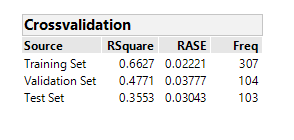 Crossvalidation
Source RSquare RASE Freq
Training Set 0.6627 0.02221 307
Validation Set 0.4771 0.03777 104
Test Set 0.3553 0.03043 103